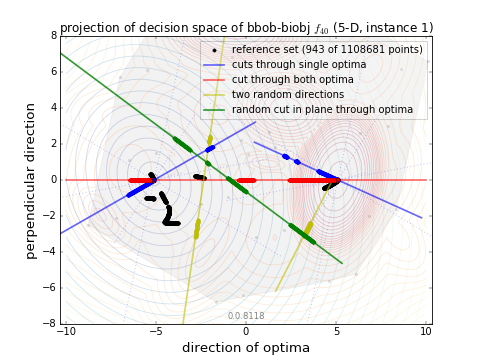 projection of decision space of bbob-biobj f40 (5-D, instance 1)
reference set (943 of 1108681 points)
cuts through single optima
cut through both optima
two random directions
random cut in plane through optima
perpendicular direction
8
6
4
2
0
−2
−4
−6
−8
0.0.8118
−10
−5
0
5
10
direction of optima